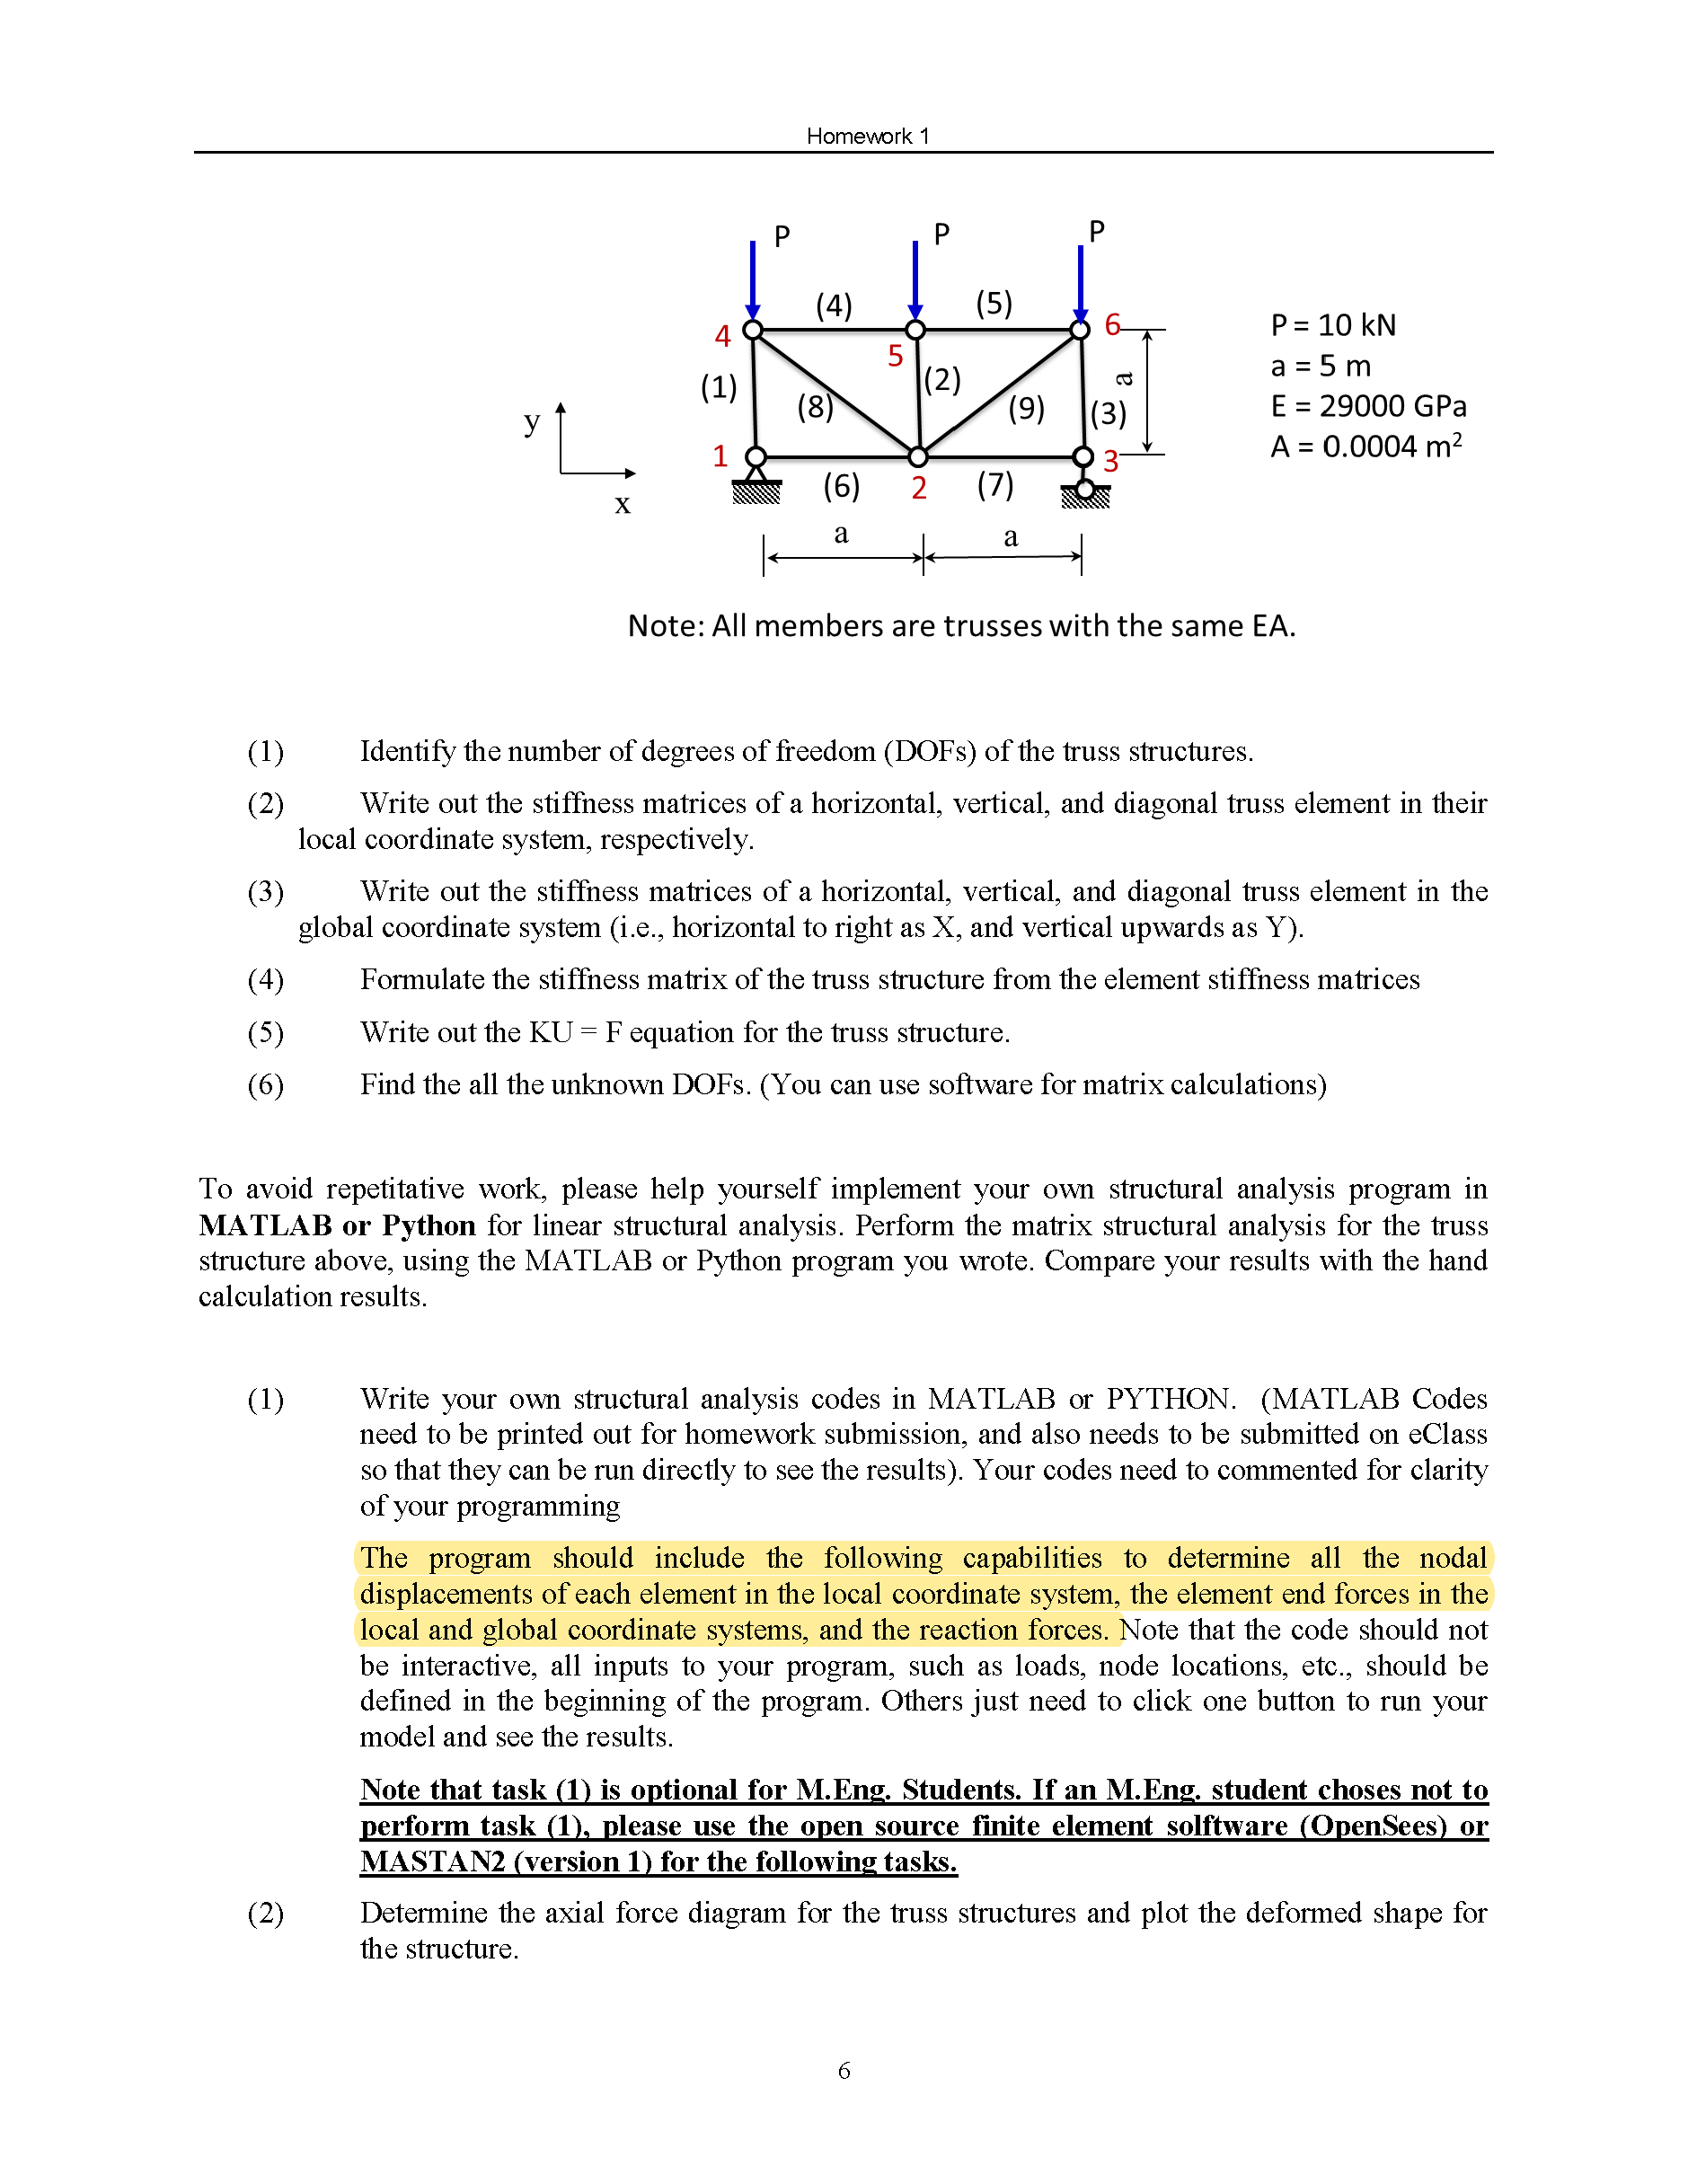 Homework 1
P
P
P
(4)
(5)
4
5
6
(1)
(2)
a
(8)
(9)
(3)
y
1
3
(6)
2
(7)
x
a
a
P = 10 kN
a = 5 m
E = 29000 GPa
A = 0.0004 m²
Note: All members are trusses with the same EA.
(1) Identify the number of degrees of freedom (DOFs) of the truss structures.
(2) Write out the stiffness matrices of a horizontal, vertical, and diagonal truss element in their
local coordinate system, respectively.
(3) Write out the stiffness matrices of a horizontal, vertical, and diagonal truss element in the
global coordinate system (i.e., horizontal to right as X, and vertical upwards as Y).
(4) Formulate the stiffness matrix of the truss structure from the element stiffness matrices
(5) Write out the KU = F equation for the truss structure.
(6) Find the all the unknown DOFs. (You can use software for matrix calculations)
To avoid repetitative work, please help yourself implement your own structural analysis program in
MATLAB or Python for linear structural analysis. Perform the matrix structural analysis for the truss
structure above, using the MATLAB or Python program you wrote. Compare your results with the hand
calculation results.
(1) Write your own structural analysis codes in MATLAB or PYTHON. (MATLAB Codes
need to be printed out for homework submission, and also needs to be submitted on eClass
so that they can be run directly to see the results). Your codes need to commented for clarity
of your programming
The program should include the following capabilities to determine all the nodal
displacements of each element in the local coordinate system, the element end forces in the
local and global coordinate systems, and the reaction forces. Note that the code should not
be interactive, all inputs to your program, such as loads, node locations, etc., should be
defined in the beginning of the program. Others just need to click one button to run your
model and see the results.
Note that task (1) is optional for M.Eng. Students. If an M.Eng. student choses not to
perform task (1), please use the open source finite element solftware (OpenSees) or
MASTAN2 (version 1) for the following tasks.
(2) Determine the axial force diagram for the truss structures and plot the deformed shape for
the structure.
6